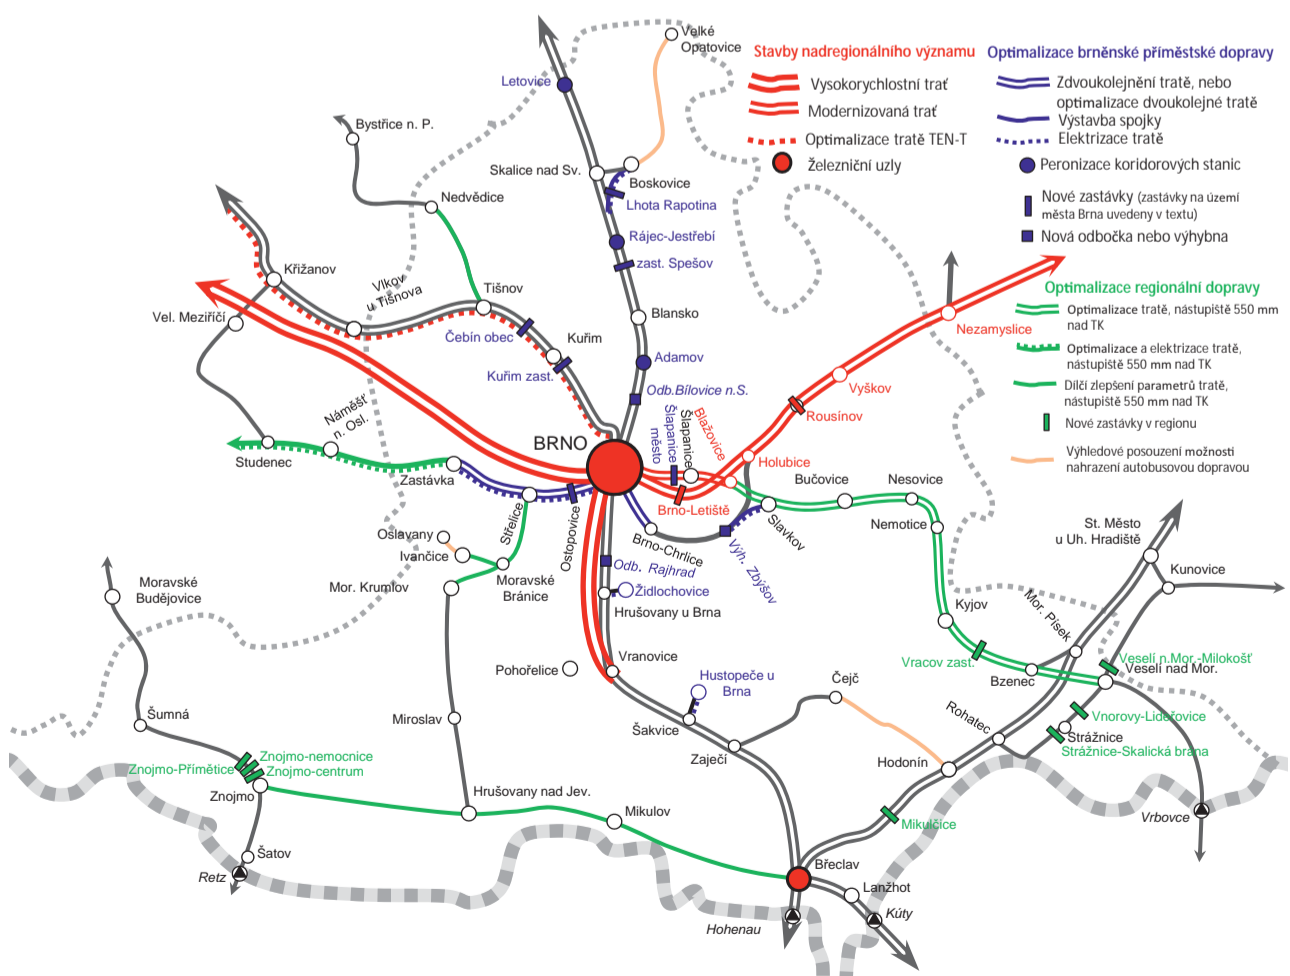 Stavby nadregionálního významu
Vysokorychlostní trať
Modernizovaná trať
Optimalizace tratě TEN-T
Železniční uzly
Optimalizace brněnské příměstské dopravy
Zdvoukolejnění tratě, nebo
optimalizace dvoukolejné tratě
Výstavba spojky
Elektrizace tratě
Peronizace koridorových stanic
Nové zastávky (zastávky na území
města Brna uvedeny v textu)
Nová odbočka nebo výhybna
Optimalizace regionální dopravy
Optimalizace tratě, nástupiště 550 mm
nad TK
Optimalizace a elektrizace tratě,
nástupiště 550 mm nad TK
Dílčí zlepšení parametrů tratě,
nástupiště 550 mm nad TK
Nové zastávky v regionu
Výhledové posouzení možnosti
nahrazení autobusovou dopravou
Velké
Opatovice
Letovice
Bystřice n. P.
Skalice nad Sv.
Boskovice
Lhota Rapotina
Nedvědice
Rájec-Jestřebí
zast. Spešov
Křižanov
Vlkov
u Tišnova
Tišnov
Vel. Meziříčí
Blansko
Čebín obec
Kuřim
Nezamyslice
Adamov
Kuřim zast.
Odb.Bílovice n.S.
Vyškov
Rousínov
Náměšť
n. Osl.
BRNO
Šlapanice
město
Šlapanice
Blažovice
Holubice
Studenec
Zastávka
Brno-Letiště
Bučovice
Nesovice
Nemotice
Slavkov
Střelice
Ostopovice
Brno-Chrlice
Výh. Zbýšov
St. Město
u Uh. Hradiště
Oslavany
Ivančice
Moravské
Bránice
Odb. Rajhrad
Kunovice
Moravské
Budějovice
Mor. Krumlov
Židlochovice
Hrušovany u Brna
Kyjov
Mor. Písek
Vracov zast.
Bzenec
Veselí n.Mor.-Milokošť
Veselí nad Mor.
Pohořelice
Vranovice
Hustopeče u
Brna
Čejč
Šumná
Miroslav
Šakvice
Rohatec
Vnorovy-Liděřovice
Strážnice
Strážnice-Skalická brána
Zaječí
Hodonín
Znojmo-nemocnice
Znojmo-Přímětice
Znojmo-centrum
Znojmo
Hrušovany nad Jev.
Mikulov
Mikulčice
Vrbovce
Šatov
Retz
Břeclav
Lanžhot
Kúty
Hohenau